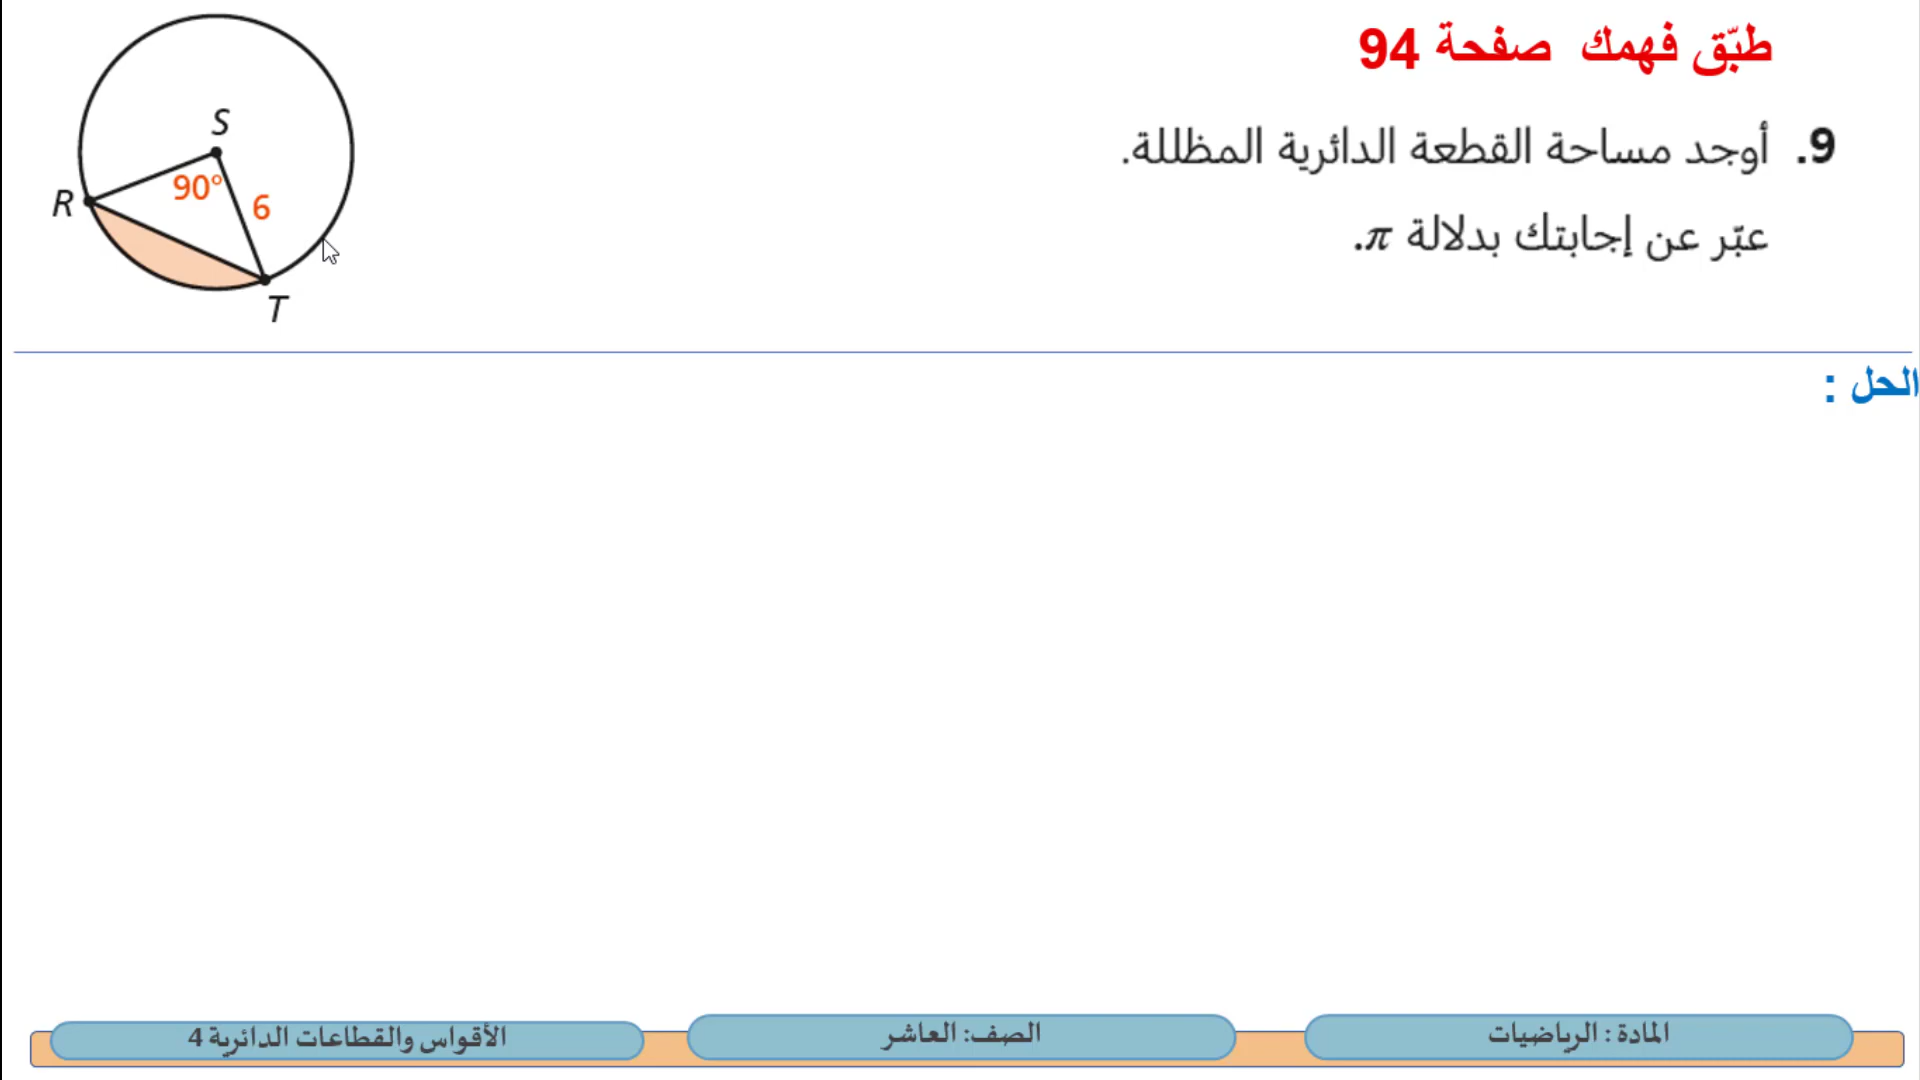 طبّق فهمك صفحة 94
9. أوجد مساحة القطعة الدائرية المظللة.
عبّر عن إجابتك بدلالة π.
S
90°
6
R
T
الحل :
المادة : الرياضيات
الصف: العاشر
الأقواس والقطاعات الدائرية 4